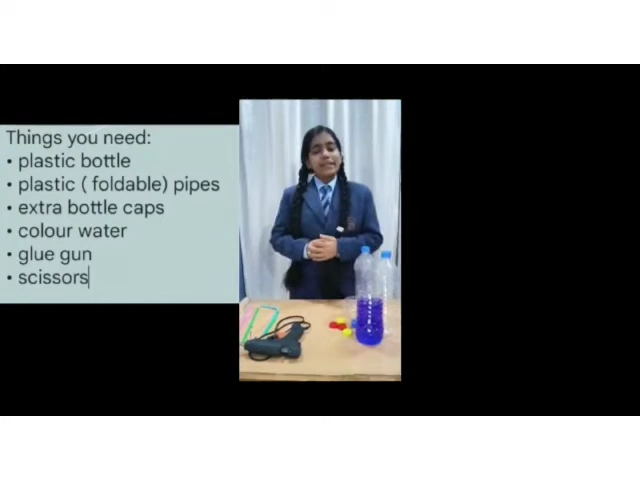 Things you need:
• plastic bottle
• plastic ( foldable) pipes
• extra bottle caps
• colour water
• glue gun
• scissors